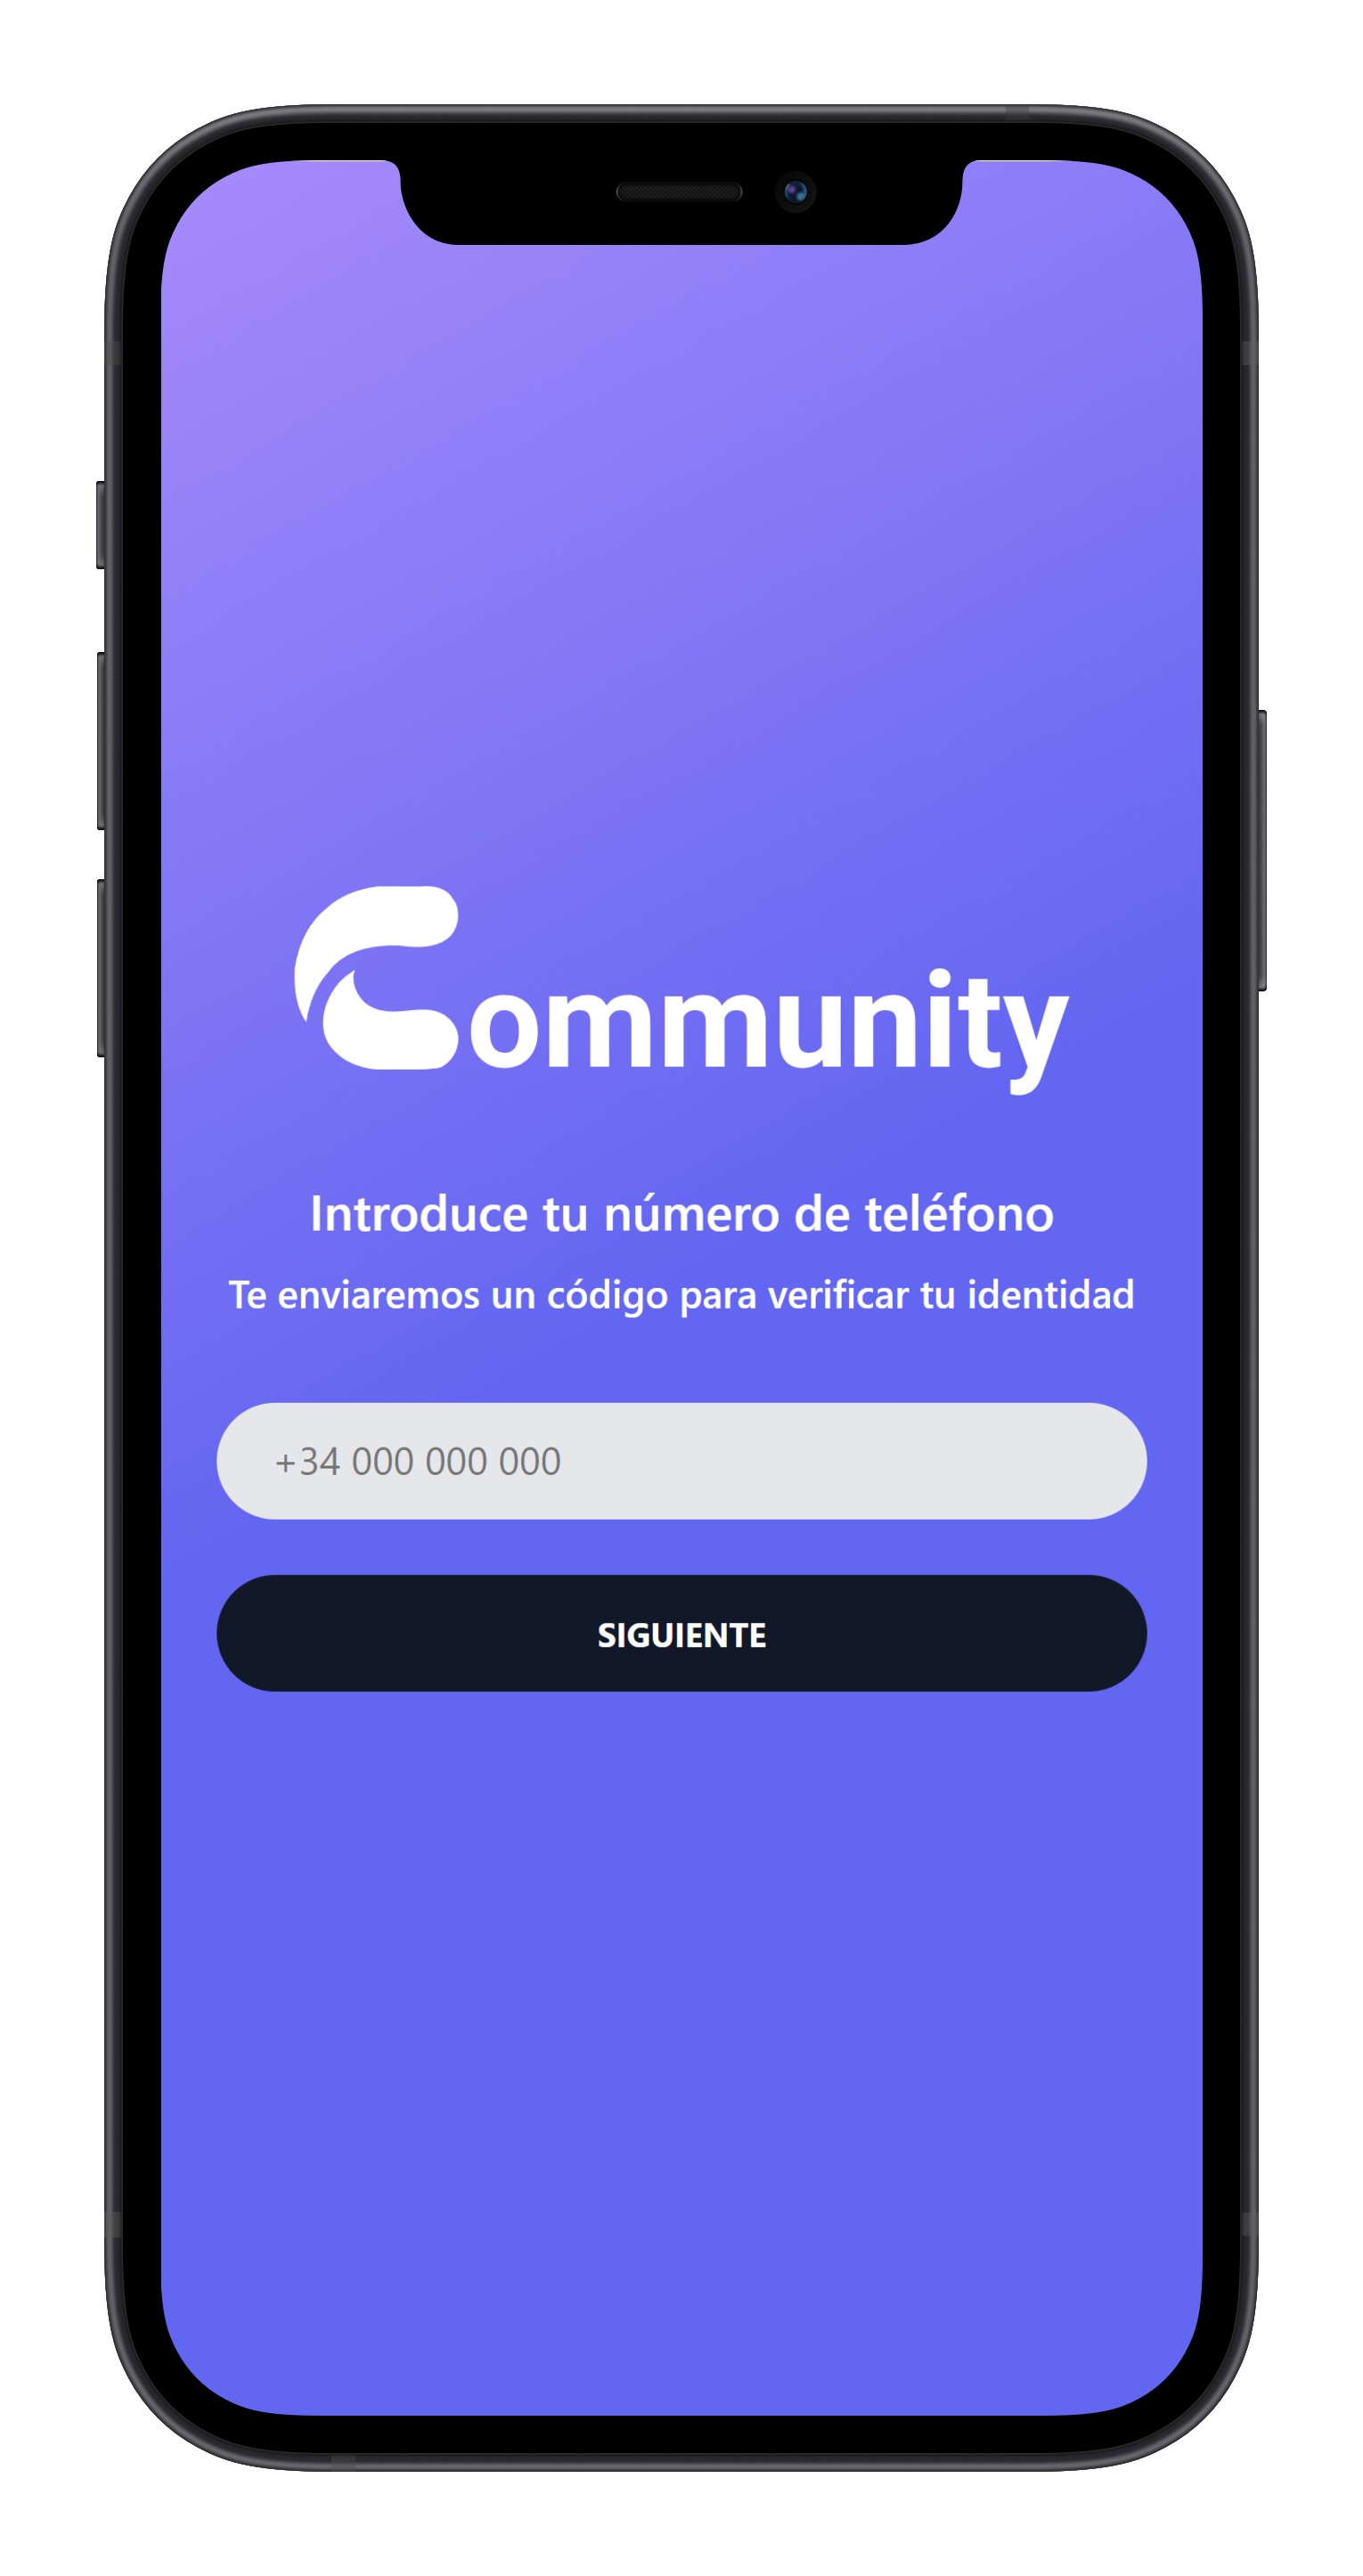 Community
Introduce tu número de teléfono
Te enviaremos un código para verificar tu identidad
+34 000 000 000
SIGUIENTE